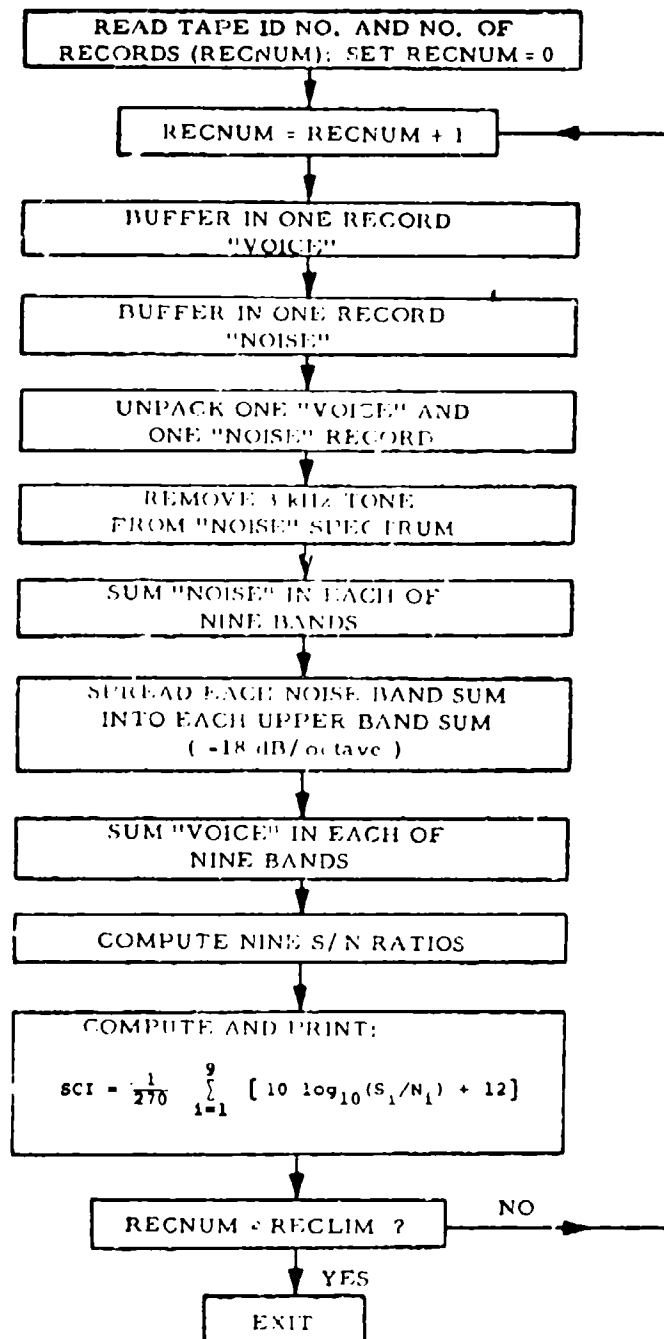 READ TAPE ID NO. AND NO. OF
RECORDS (RECNUM); SET RECNUM = 0
RECNUM = RECNUM + 1
BUFFER IN ONE RECORD
"VOICE"
BUFFER IN ONE RECORD
"NOISE"
UNPACK ONE "VOICE" AND
ONE "NOISE" RECORD
REMOVE 3 kHz TONE
FROM "NOISE" SPECTRUM
SUM "NOISE" IN EACH OF
NINE BANDS
SPREAD EACH NOISE BAND SUM
INTO EACH UPPER BAND SUM
( -18 dB/octave )
SUM "VOICE" IN EACH OF
NINE BANDS
COMPUTE NINE S/N RATIOS
COMPUTE AND PRINT:
SCI = 1/270 9∑i=1 [ 10 log10(Si/Ni) + 12]
RECNUM RECLIM ?
NO
YES
EXIT